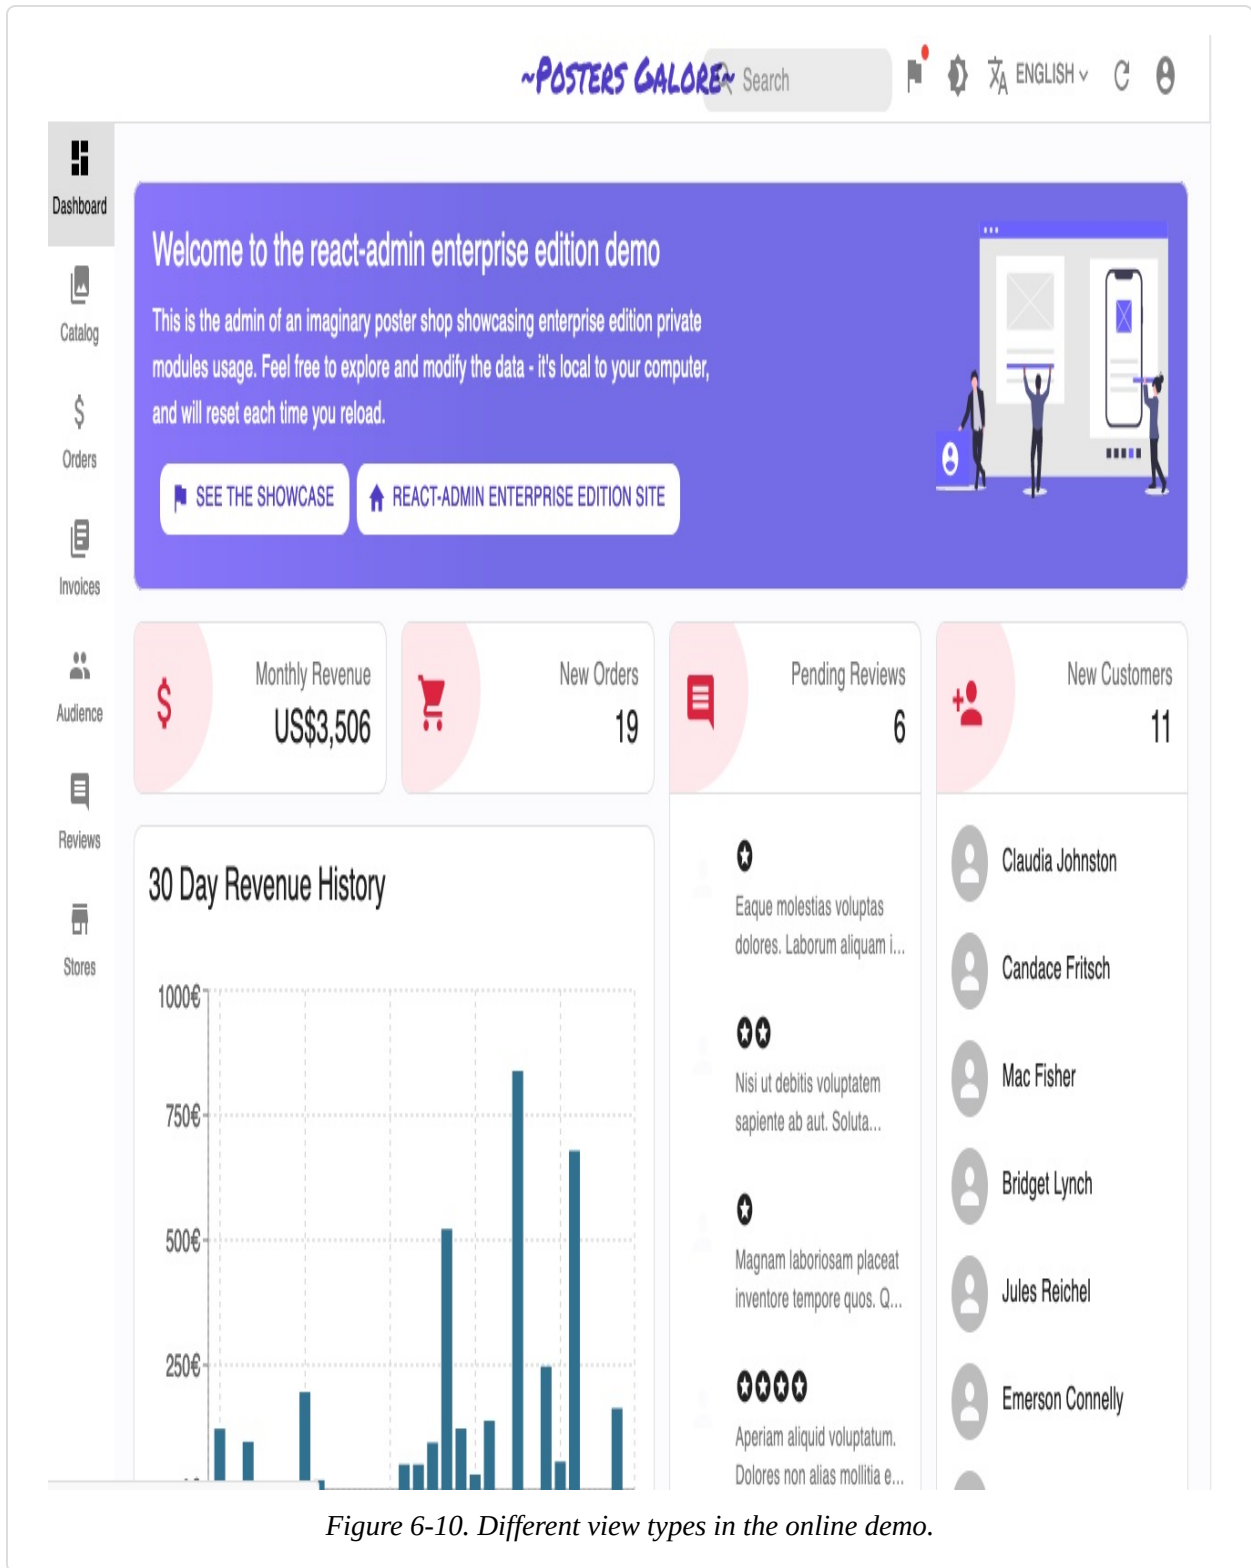 ~POSTERS GALORE~
Search
ENGLISH
Dashboard
Catalog
Orders
Invoices
Audience
Reviews
Stores
Welcome to the react-admin enterprise edition demo
This is the admin of an imaginary poster shop showcasing enterprise edition private
modules usage. Feel free to explore and modify the data - it's local to your computer,
and will reset each time you reload.
SEE THE SHOWCASE
REACT-ADMIN ENTERPRISE EDITION SITE
Monthly Revenue
US$3,506
New Orders
19
Pending Reviews
6
New Customers
11
30 Day Revenue History
1000€
750€
500€
250€
Eaque molestias voluptas
dolores. Laborum aliquam i...
Nisi ut debitis voluptatem
sapiente ab aut. Soluta...
Magnam laboriosam placeat
inventore tempore quos. Q...
Aperiam aliquid voluptatum.
Dolores non alias mollitia e...
Claudia Johnston
Candace Fritsch
Mac Fisher
Bridget Lynch
Jules Reichel
Emerson Connelly
Figure 6-10. Different view types in the online demo.